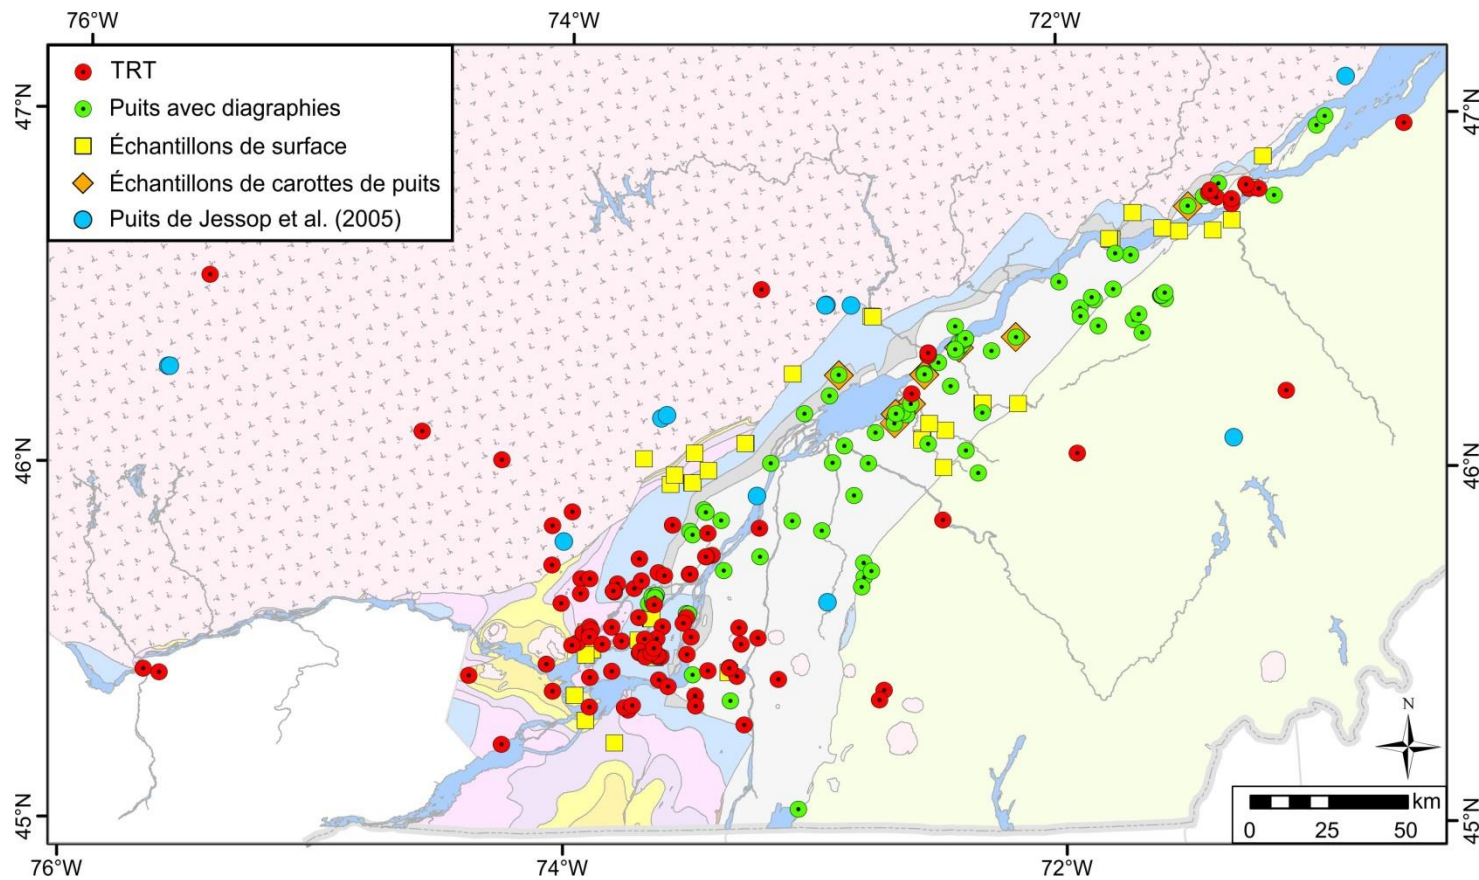 76°W 74°W 72°W
47°N 47°N
TRT
Puits avec diagraphies
Échantillons de surface
Échantillons de carottes de puits
Puits de Jessop et al. (2005)
46°N 46°N
N
km
0 25 50
45°N 45°N
76°W 74°W 72°W